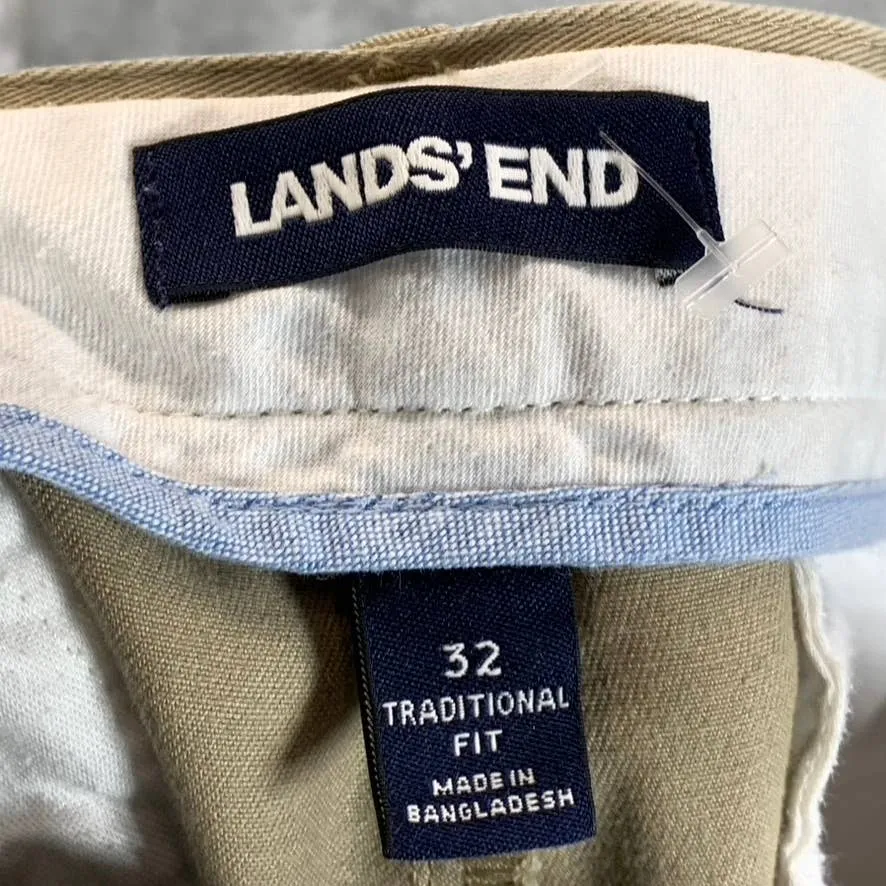 LANDS' END
32
TRADITIONAL
FIT
MADE IN
BANGLADESH